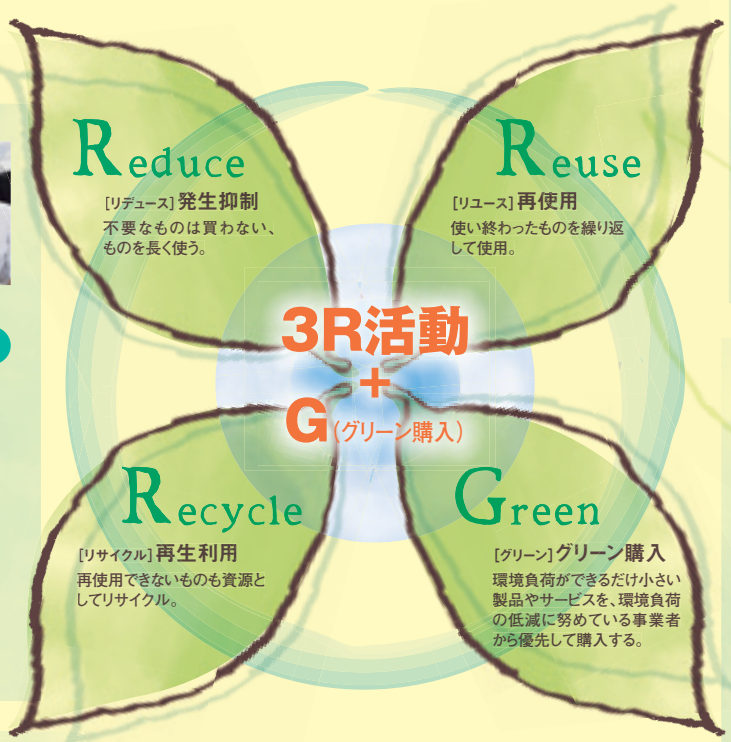 Reduce
[リデュース]発生抑制
不要なものは買わない、
ものを長く使う。
Reuse
[リユース]再使用
使い終わったものを繰り返
して使用。
3R活動
+
G(グリーン購入)
Recycle
[リサイクル]再生利用
再使用できないものも資源と
してリサイクル。
Green
[グリーン]グリーン購入
環境負荷ができるだけ小さい
製品やサービスを、環境負荷
の低減に努めている事業者
から優先して購入する。